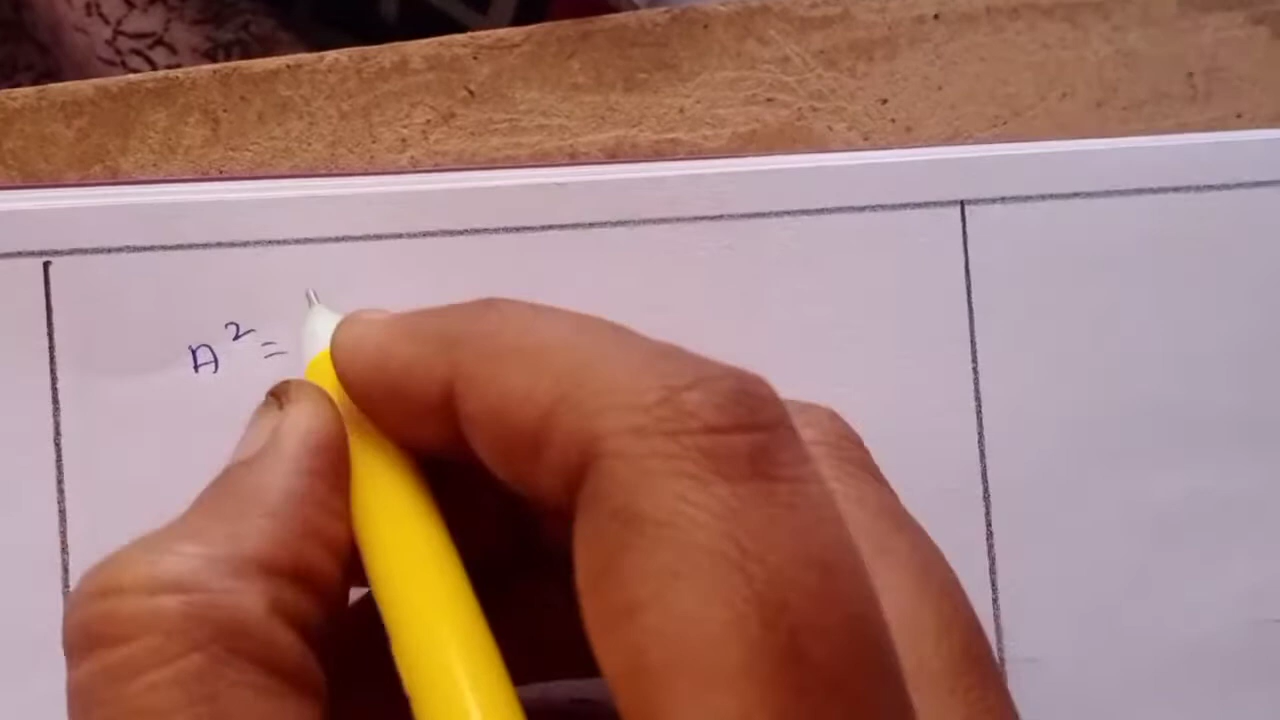 A² =